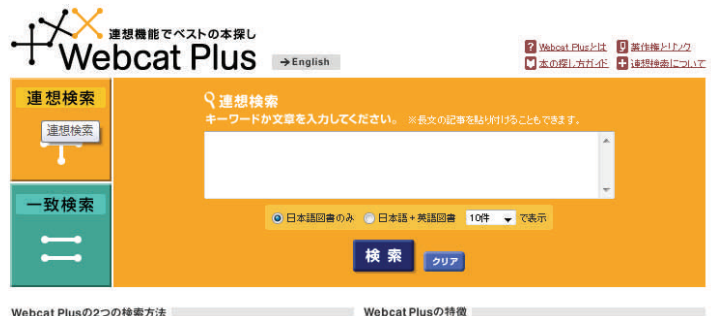 連想機能でベストの本探し
Webcat Plus
→English
? Webcat Plusとは
著作権とリンク
本の探し方ガイド
連想検索について
連想検索
連想検索
一致検索
連想検索
キーワードか文章を入力してください。 ※長文の記事を貼り付けることもできます。
日本語図書のみ 日本語+英語図書 10件 で表示
検索 クリア
Webcat Plusの2つの検索方法 Webcat Plusの特徴